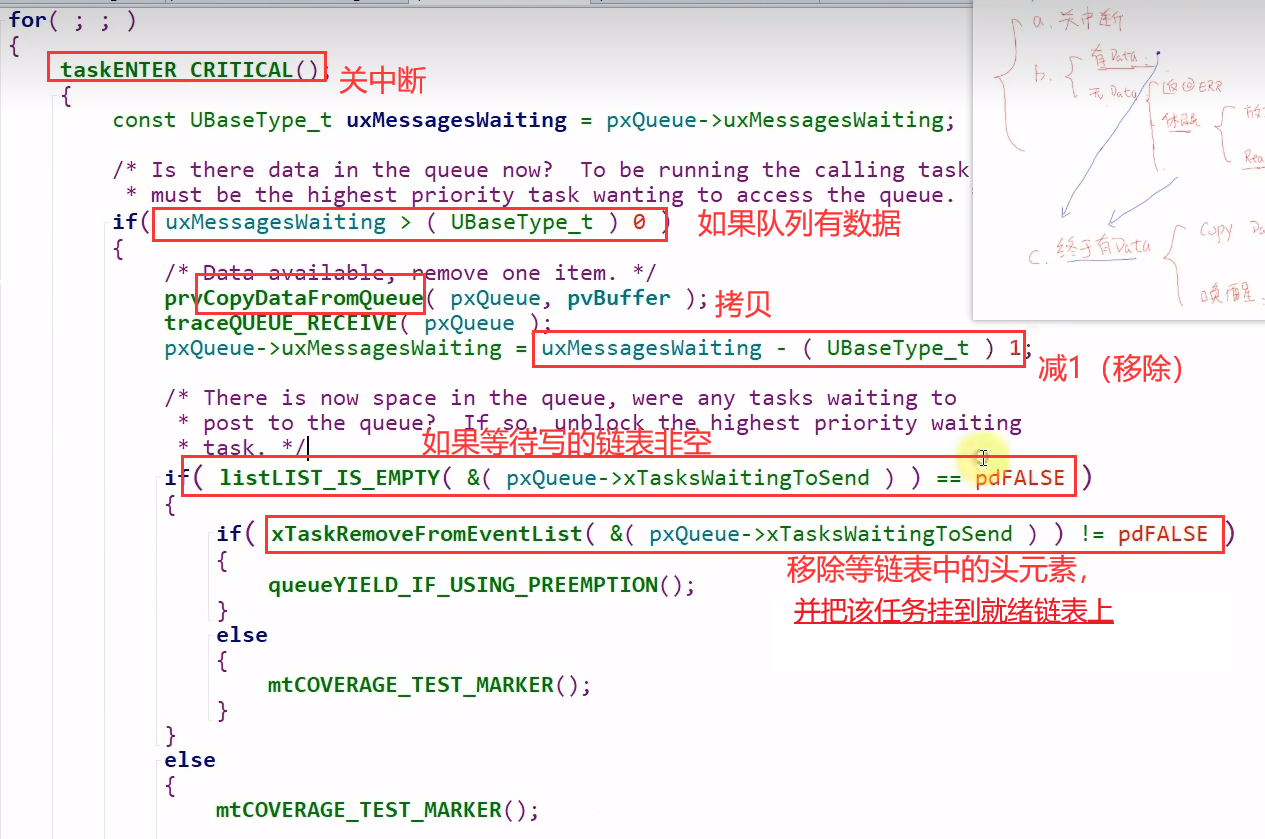 for( ; ; )
{
taskENTER_CRITICAL(); 关中断
{
const UBaseType_t uxMessagesWaiting = pxQueue->uxMessagesWaiting;
/* Is there data in the queue now?  To be running the calling task
* must be the highest priority task wanting to access the queue.
if( uxMessagesWaiting > ( UBaseType_t ) 0 ) 如果队列有数据
{
/* Data available, remove one item. */
prvCopyDataFromQueue( pxQueue, pvBuffer ); 拷贝
traceQUEUE_RECEIVE( pxQueue );
pxQueue->uxMessagesWaiting = uxMessagesWaiting - ( UBaseType_t ) 1; 减1（移除）
/* There is now space in the queue, were any tasks waiting to
* post to the queue?  If so, unblock the highest priority waiting
* task. */ 如果等待写的链表非空
if( listLIST_IS_EMPTY( &( pxQueue->xTasksWaitingToSend ) ) == pdFALSE )
{
if( xTaskRemoveFromEventList( &( pxQueue->xTasksWaitingToSend ) ) != pdFALSE )
{ 移除等链表中的头元素，
queueYIELD_IF_USING_PREEMPTION();
} 并把该任务挂到就绪链表上
else
{
mtCOVERAGE_TEST_MARKER();
}
}
else
{
mtCOVERAGE_TEST_MARKER();
a. 关中断
b. 有Data
无Data 返回ERR
休眠
Rea
c. 终于有Data Copy Da
唤醒